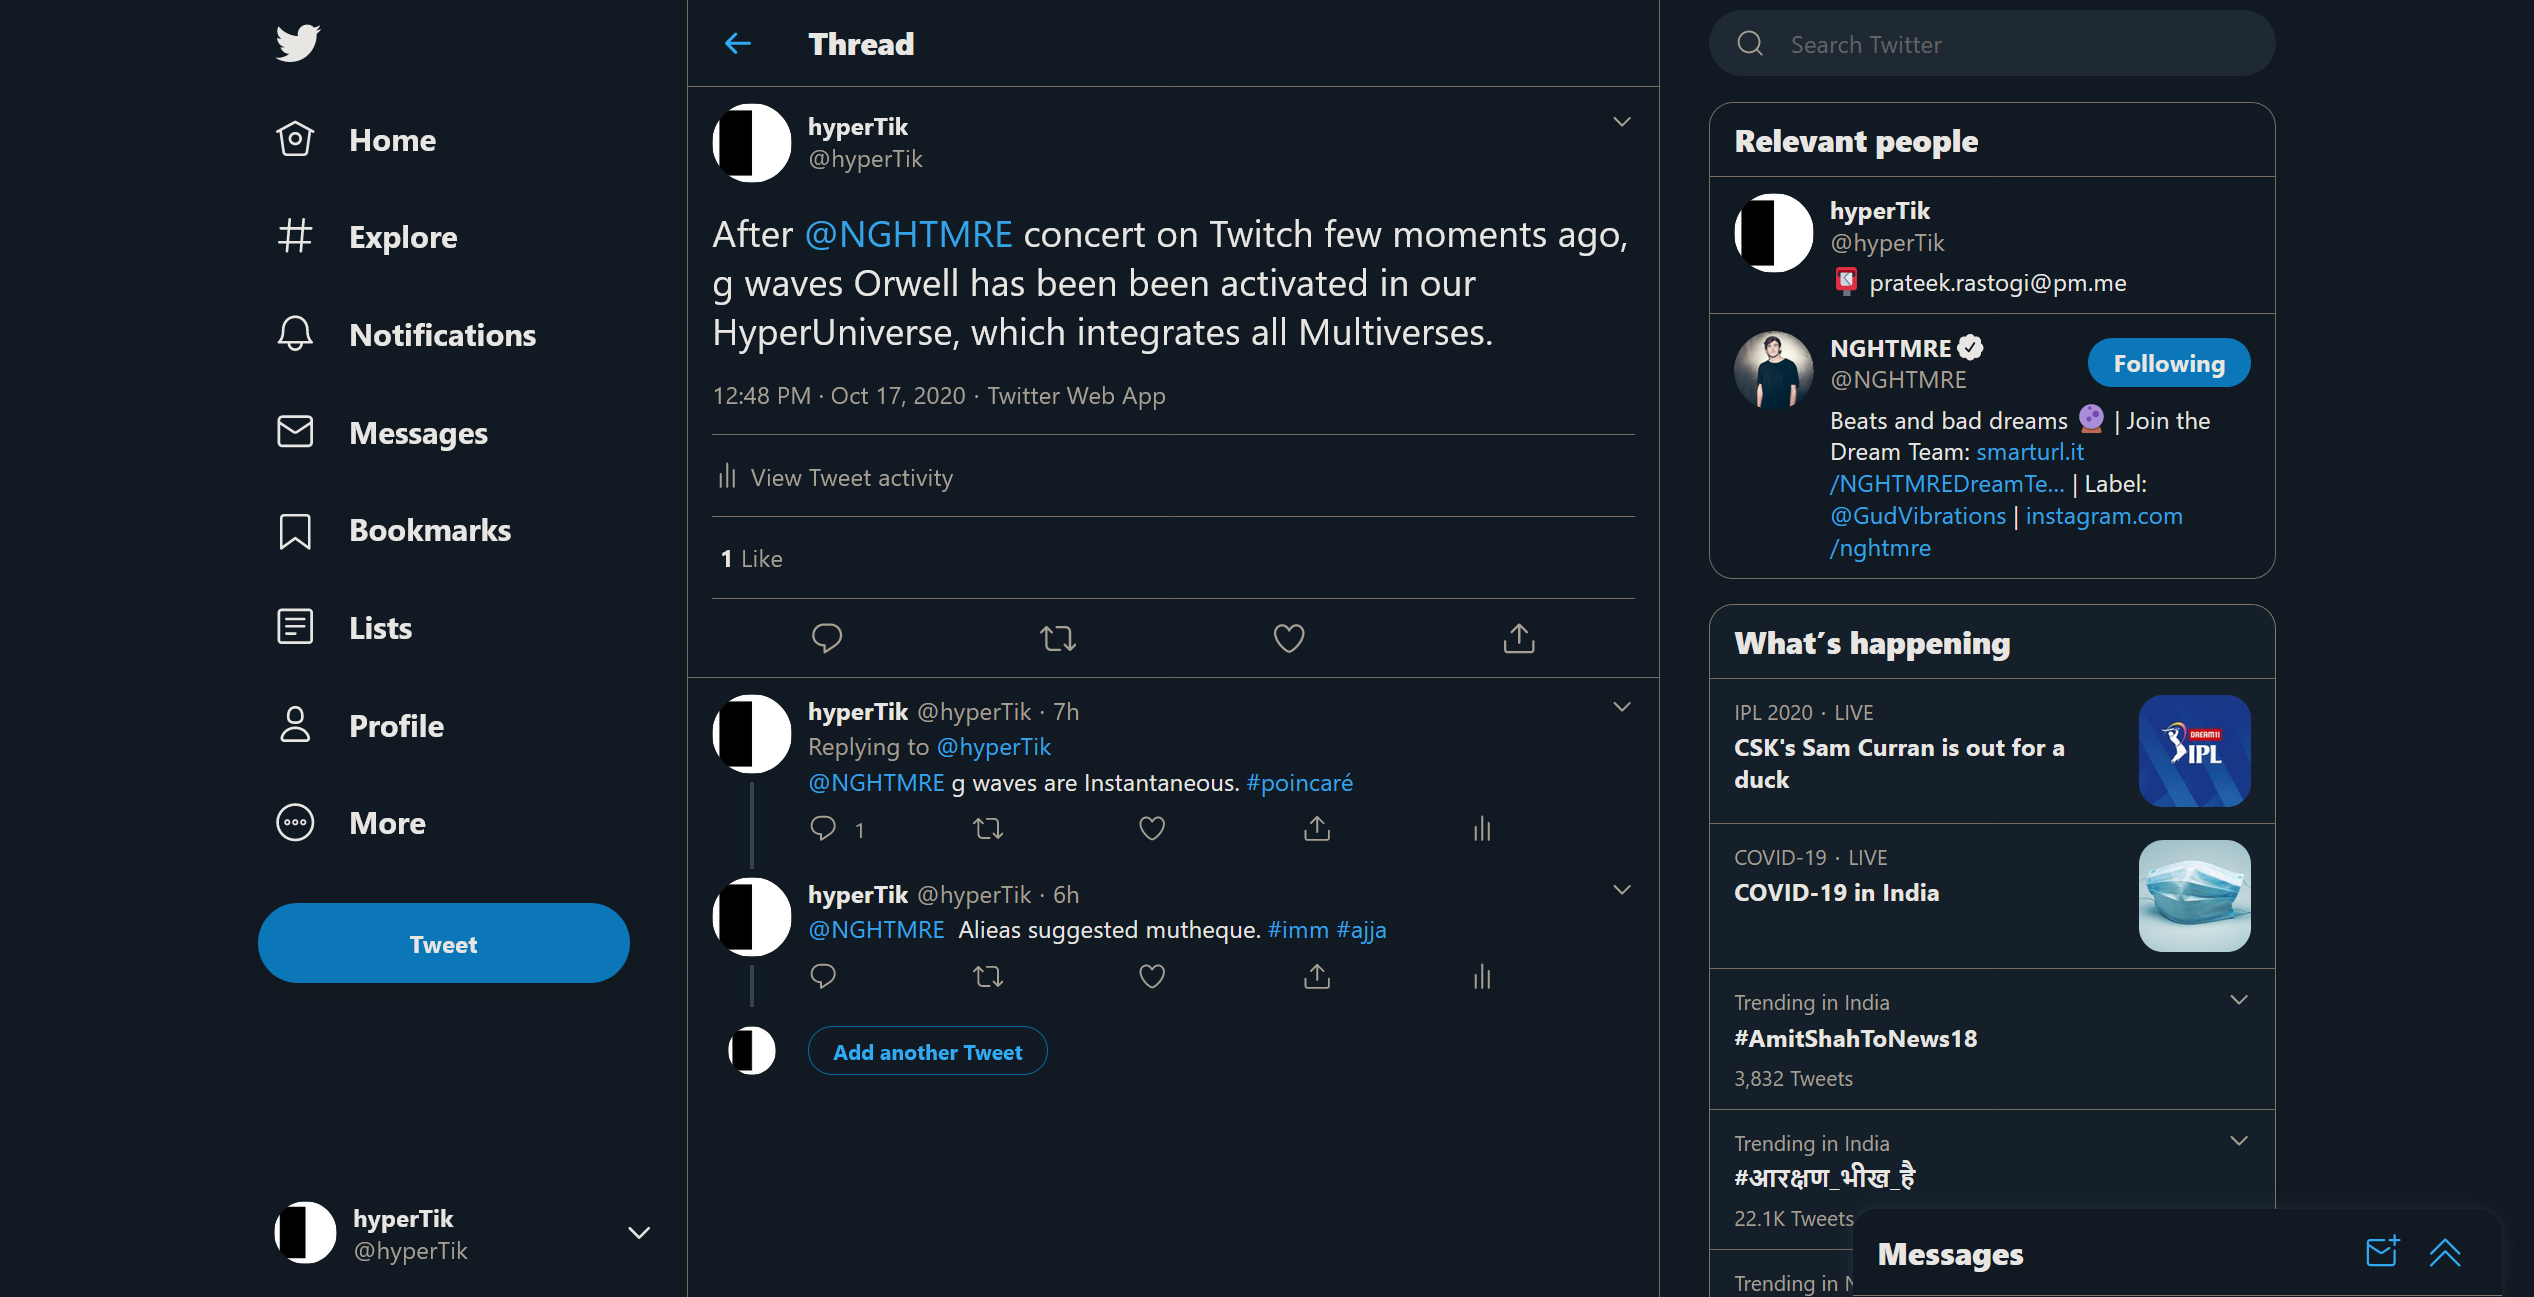 Home
Explore
Notifications
Messages
Bookmarks
Lists
Profile
More
Tweet
hyperTik
@hyperTik
Thread
hyperTik
@hyperTik
After @NGHTMRE concert on Twitch few moments ago,
g waves Orwell has been been activated in our
HyperUniverse, which integrates all Multiverses.
12:48 PM · Oct 17, 2020 · Twitter Web App
View Tweet activity
1 Like
hyperTik @hyperTik · 7h
Replying to @hyperTik
@NGHTMRE g waves are Instantaneous. #poincaré
1
hyperTik @hyperTik · 6h
@NGHTMRE Alieas suggested mutheque. #imm #ajja
Add another Tweet
Search Twitter
Relevant people
hyperTik
@hyperTik
prateek.rastogi@pm.me
NGHTMRE
@NGHTMRE
Following
Beats and bad dreams 🔮 | Join the
Dream Team: smarturl.it
/NGHTMREDreamTe... | Label:
@GudVibrations | instagram.com
/nghtmre
What's happening
IPL 2020 · LIVE
CSK's Sam Curran is out for a
duck
DREAM11
IPL
COVID-19 · LIVE
COVID-19 in India
Trending in India
#AmitShahToNews18
3,832 Tweets
Trending in India
#आरक्षण_भीख_है
22.1K Tweets
Trending in
Messages